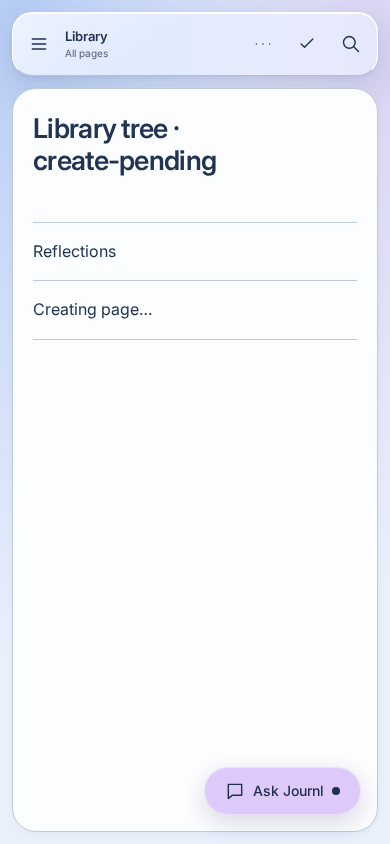 Library
All pages
Library tree ·
create-pending
Reflections
Creating page...
Ask Journl